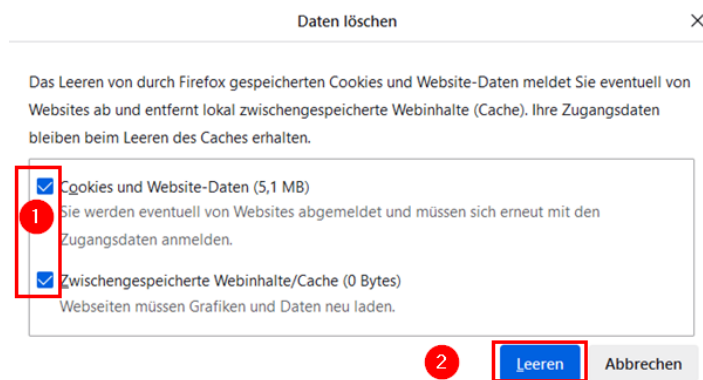 Daten löschen
Das Leeren von durch Firefox gespeicherten Cookies und Website-Daten meldet Sie eventuell von
Websites ab und entfernt lokal zwischengespeicherte Webinhalte (Cache). Ihre Zugangsdaten
bleiben beim Leeren des Caches erhalten.
Cookies und Website-Daten (5,1 MB)
1
Sie werden eventuell von Websites abgemeldet und müssen sich erneut mit den
Zugangsdaten anmelden.
Zwischengespeicherte Webinhalte/Cache (0 Bytes)
Webseiten müssen Grafiken und Daten neu laden.
2 Leeren Abbrechen